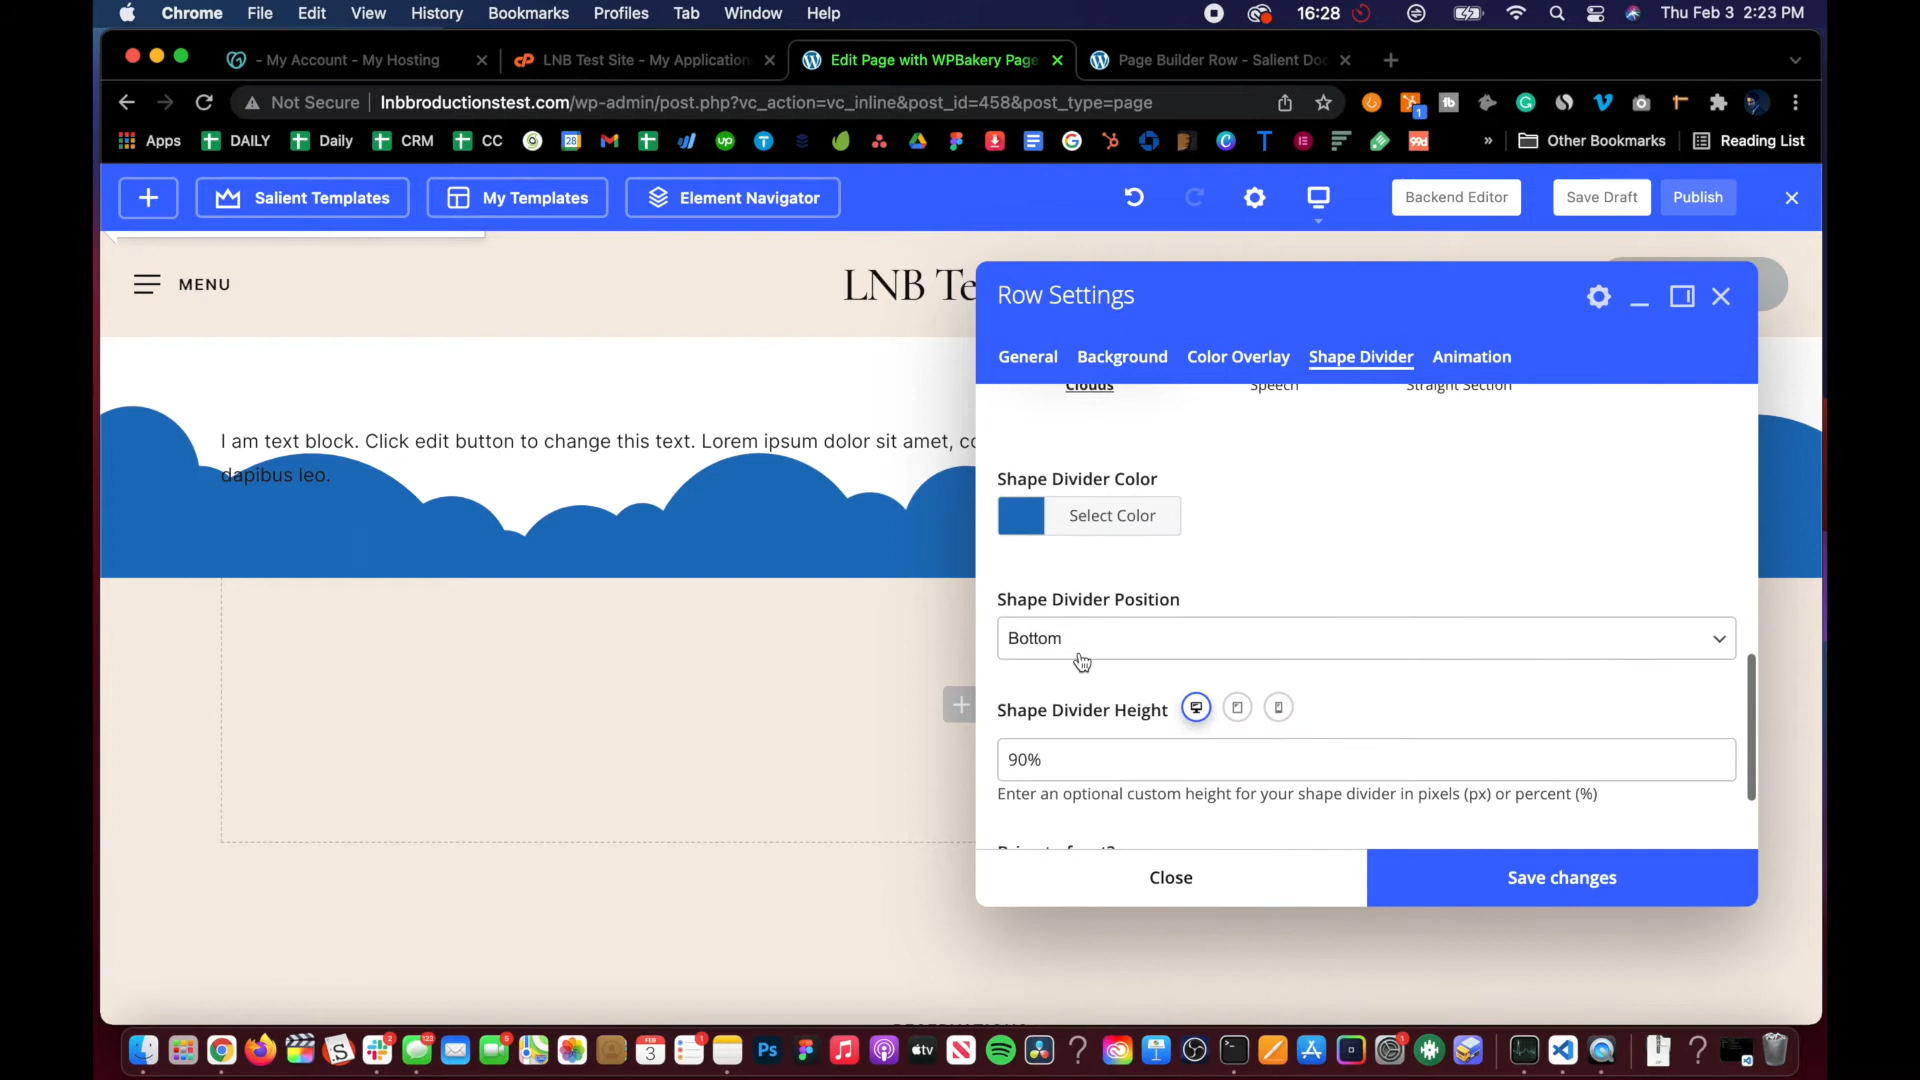 Chrome File Edit View History Bookmarks Profiles Tab Window Help 16:28 Thu Feb 3 2:23 PM
- My Account - My Hosting LNB Test Site - My Application Edit Page with WPBakery Page Page Builder Row - Salient Doc
Not Secure lnbbroductionstest.com/wp-admin/post.php?vc_action=vc_inline&post_id=458&post_type=page
Apps DAILY Daily CRM CC Other Bookmarks Reading List
Salient Templates My Templates Element Navigator Backend Editor Save Draft Publish
MENU
LNB Te
Row Settings
General Background Color Overlay Shape Divider Animation
Clouds Speech Straight Section
I am text block. Click edit button to change this text. Lorem ipsum dolor sit amet, co
dapibus leo.
Shape Divider Color
Select Color
Shape Divider Position
Bottom
Shape Divider Height
90%
Enter an optional custom height for your shape divider in pixels (px) or percent (%)
Close Save changes